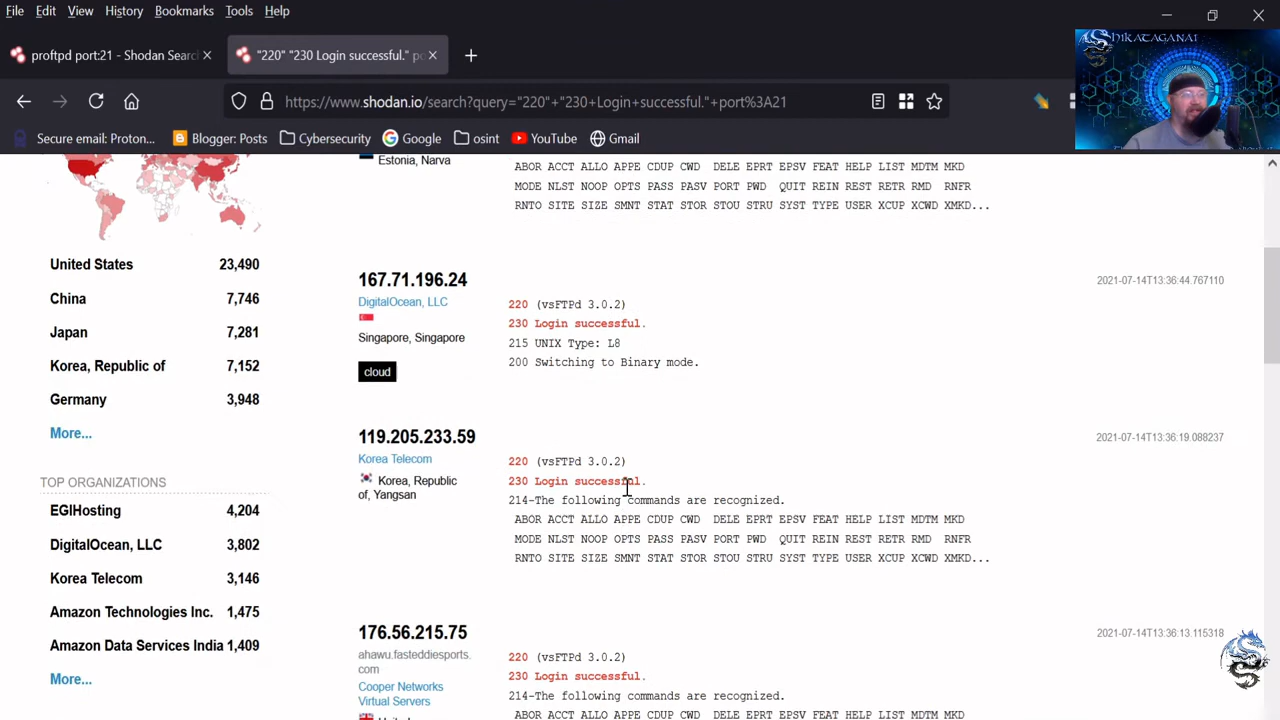 File Edit View History Bookmarks Tools Help
proftpd port:21 - Shodan Searc
"220" "230 Login successful." po
https://www.shodan.io/search?query="220"+"230+Login+successful."+port%3A21
SHIKATAGANAI
Secure email: Proton... Blogger: Posts Cybersecurity Google osint YouTube Gmail
Estonia, Narva
ABOR ACCT ALLO APPE CDUP CWD DELE EPRT EPSV FEAT HELP LIST MDTM MKD
MODE NLST NOOP OPTS PASS PASV PORT PWD QUIT REIN REST RETR RMD RNFR
RNTO SITE SIZE SMNT STAT STOR STOU STRU SYST TYPE USER XCUP XCWD XMKD...
United States 23,490
China 7,746
Japan 7,281
Korea, Republic of 7,152
Germany 3,948
More...
TOP ORGANIZATIONS
EGIHosting 4,204
DigitalOcean, LLC 3,802
Korea Telecom 3,146
Amazon Technologies Inc. 1,475
Amazon Data Services India 1,409
More...
167.71.196.24
DigitalOcean, LLC
Singapore, Singapore
cloud
2021-07-14T13:36:44.767110
220 (vsFTPd 3.0.2)
230 Login successful.
215 UNIX Type: L8
200 Switching to Binary mode.
119.205.233.59
Korea Telecom
Korea, Republic
of, Yangsan
2021-07-14T13:36:19.088237
220 (vsFTPd 3.0.2)
230 Login successful.
214-The following commands are recognized.
ABOR ACCT ALLO APPE CDUP CWD DELE EPRT EPSV FEAT HELP LIST MDTM MKD
MODE NLST NOOP OPTS PASS PASV PORT PWD QUIT REIN REST RETR RMD RNFR
RNTO SITE SIZE SMNT STAT STOR STOU STRU SYST TYPE USER XCUP XCWD XMKD...
176.56.215.75
ahawu.fasteddiesports.
com
Cooper Networks
Virtual Servers
2021-07-14T13:36:13.115318
220 (vsFTPd 3.0.2)
230 Login successful.
214-The following commands are recognized.
ABOR ACCT ALLO APPE CDUP CWD DELE EPRT EPSV FEAT HELP LIST MDTM MKD